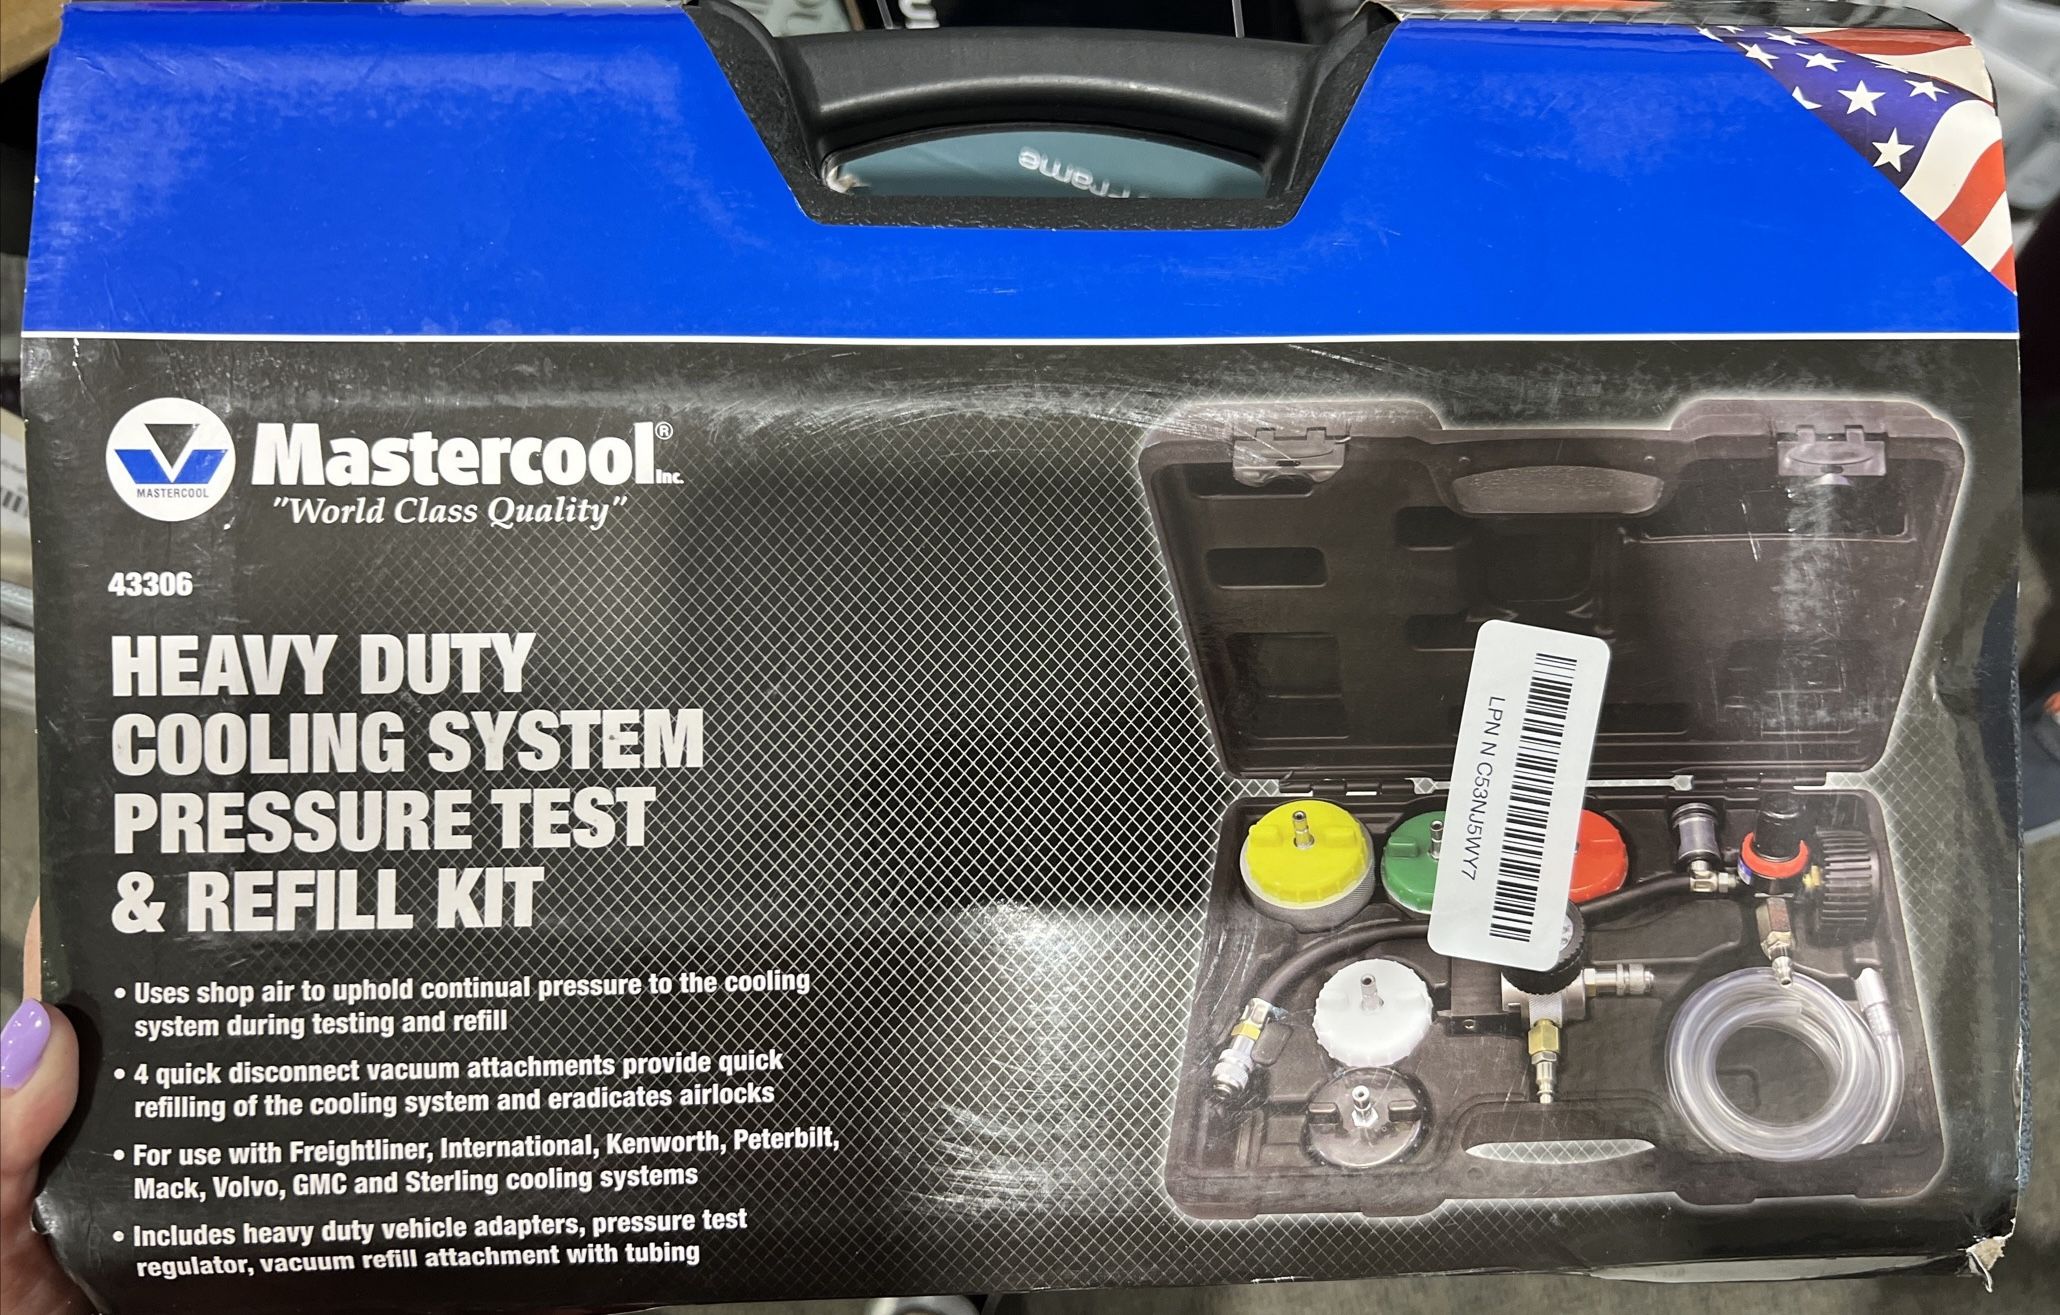 Frame
MASTERCOOL
Mastercool® Inc.
"World Class Quality"
43306
HEAVY DUTY
COOLING SYSTEM
PRESSURE TEST
& REFILL KIT
• Uses shop air to uphold continual pressure to the cooling
system during testing and refill
• 4 quick disconnect vacuum attachments provide quick
refilling of the cooling system and eradicates airlocks
• For use with Freightliner, International, Kenworth, Peterbilt,
Mack, Volvo, GMC and Sterling cooling systems
• Includes heavy duty vehicle adapters, pressure test
regulator, vacuum refill attachment with tubing
LPN N C53NJ5WY7